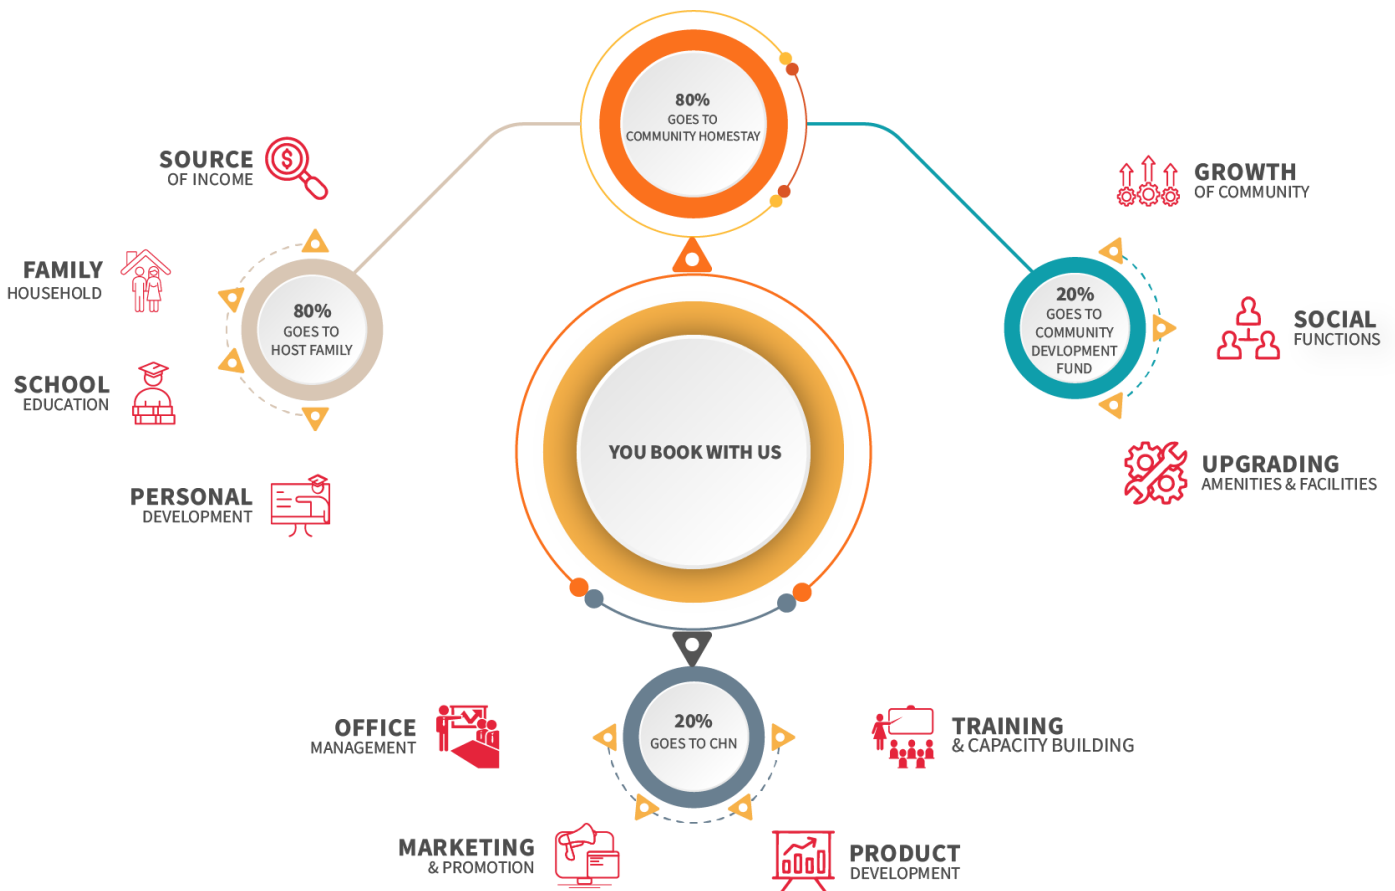 80%
GOES TO
COMMUNITY HOMESTAY
SOURCE
OF INCOME
FAMILY
HOUSEHOLD
SCHOOL
EDUCATION
PERSONAL
DEVELOPMENT
80%
GOES TO
HOST FAMILY
20%
GOES TO
COMMUNITY
DEVLOPMENT
FUND
GROWTH
OF COMMUNITY
SOCIAL
FUNCTIONS
UPGRADING
AMENITIES & FACILITIES
YOU BOOK WITH US
20%
GOES TO CHN
OFFICE
MANAGEMENT
MARKETING
& PROMOTION
TRAINING
& CAPACITY BUILDING
PRODUCT
DEVELOPMENT